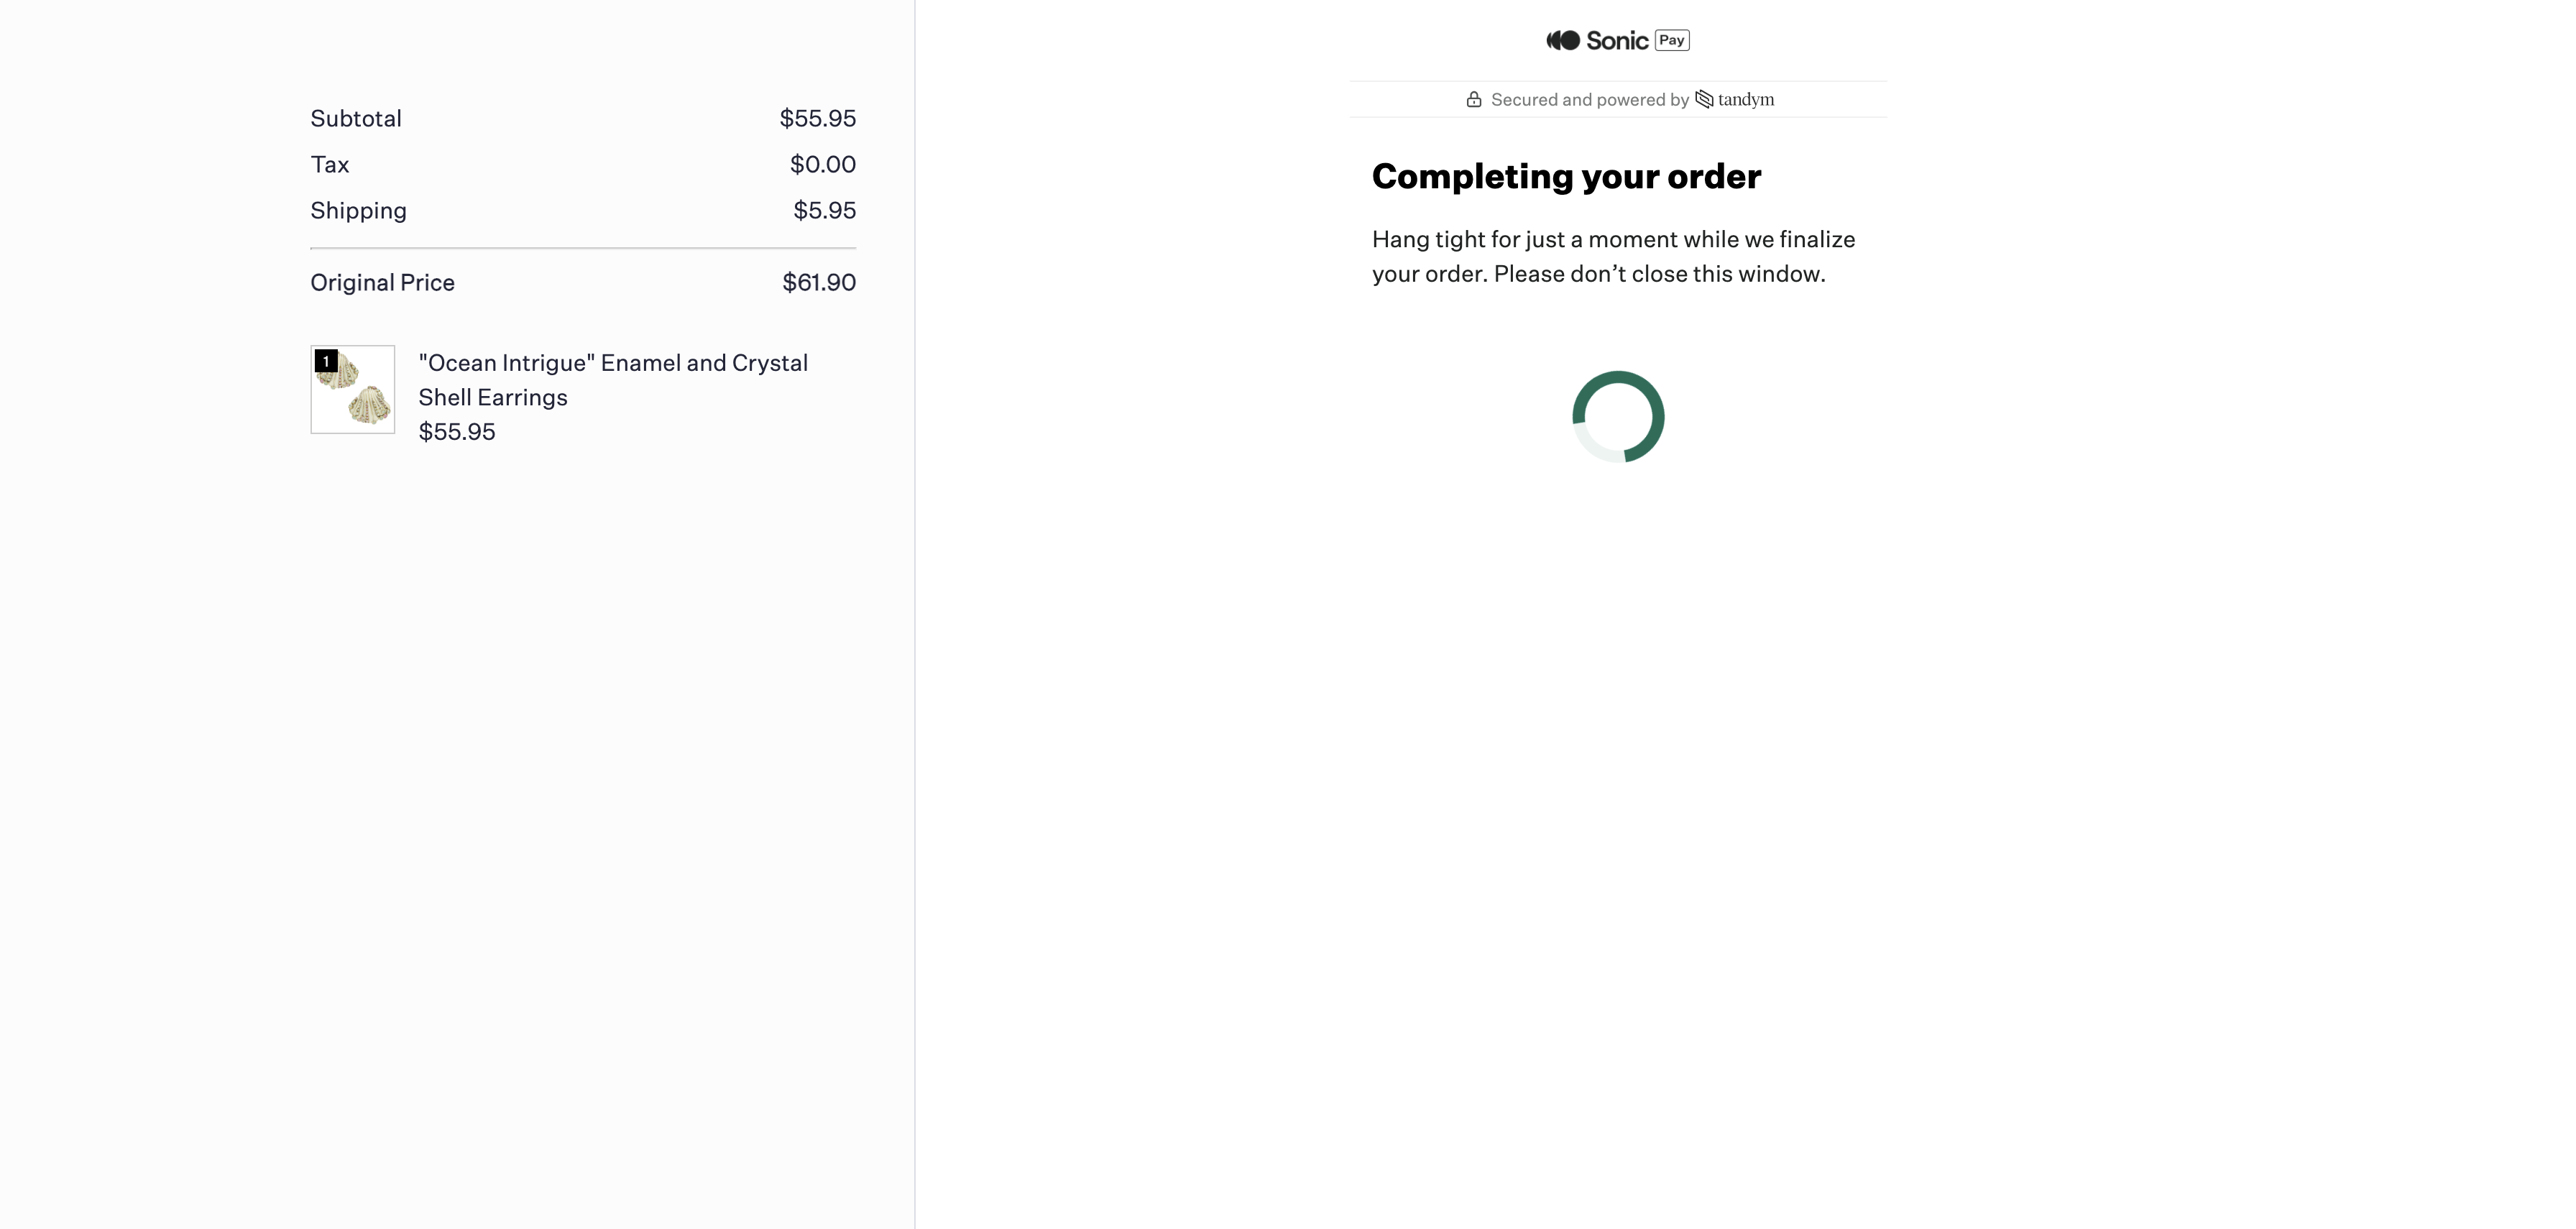 Subtotal $55.95
Tax $0.00
Shipping $5.95
Original Price $61.90
1
"Ocean Intrigue" Enamel and Crystal
Shell Earrings
$55.95
Sonic Pay
Secured and powered by tandym
Completing your order
Hang tight for just a moment while we finalize
your order. Please don’t close this window.